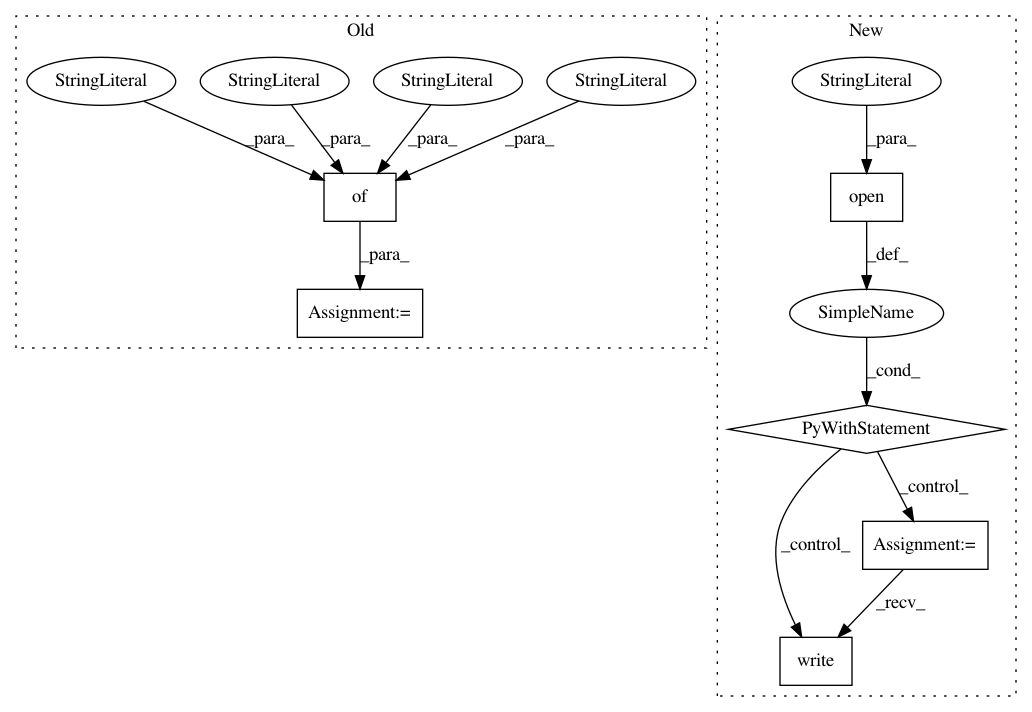 Old
StringLiteral
StringLiteral
StringLiteral
StringLiteral
_para_
_para_
_para_
_para_
of
_para_
Assignment:=
New
StringLiteral
_para_
open
_def_
SimpleName
_cond_
PyWithStatement
_control_
_control_
Assignment:=
_recv_
write